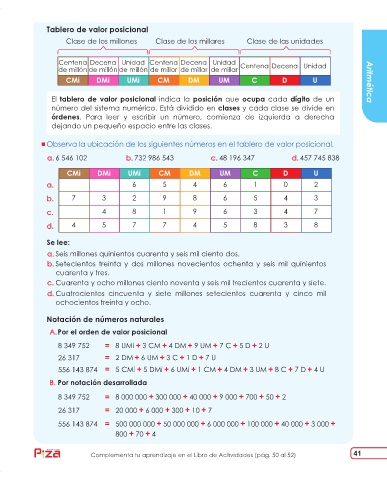 Tablero de valor posicional
Clase de los millones Clase de los millares Clase de las unidades
Centena de millón Decena de millón Unidad de millón Centena de millar Decena de millar Unidad de millar Centena Decena Unidad
CMi DMi UMi CM DM UM C D U
El tablero de valor posicional indica la posición que ocupa cada dígito de un
número del sistema numérico. Está dividido en clases y cada clase se divide en
órdenes. Para leer y escribir un número, comienza de izquierda a derecha
dejando un pequeño espacio entre las clases.
Aritmética
Observa la ubicación de los siguientes números en el tablero de valor posicional.
a. 6 546 102 b. 732 986 543 c. 48 196 347 d. 457 745 838
CMi DMi UMi CM DM UM C D U
a. 6 5 4 6 1 0 2
b. 7 3 2 9 8 6 5 4 3
c. 4 8 1 9 6 3 4 7
d. 4 5 7 7 4 5 8 3 8
Se lee:
a. Seis millones quinientos cuarenta y seis mil ciento dos.
b. Setecientos treinta y dos millones novecientos ochenta y seis mil quinientos
cuarenta y tres.
c. Cuarenta y ocho millones ciento noventa y seis mil trecientos cuarenta y siete.
d. Cuatrocientos cincuenta y siete millones setecientos cuarenta y cinco mil
ochocientos treinta y ocho.
Notación de números naturales
A. Por el orden de valor posicional
8 349 752 = 8 UMi + 3 CM + 4 DM + 9 UM + 7 C + 5 D + 2 U
26 317 = 2 DM + 6 UM + 3 C + 1 D + 7 U
556 143 874 = 5 CMi + 5 DMi + 6 UMi + 1 CM + 4 DM + 3 UM + 8 C + 7 D + 4 U
B. Por notación desarrollada
8 349 752 = 8 000 000 + 300 000 + 40 000 + 9 000 + 700 + 50 + 2
26 317 = 20 000 + 6 000 + 300 + 10 + 7
556 143 874 = 500 000 000 + 50 000 000 + 6 000 000 + 100 000 + 40 000 + 3 000 +
800 + 70 + 4
Complementa tu aprendizaje en el Libro de Actividades (pág. 50 al 52) 41